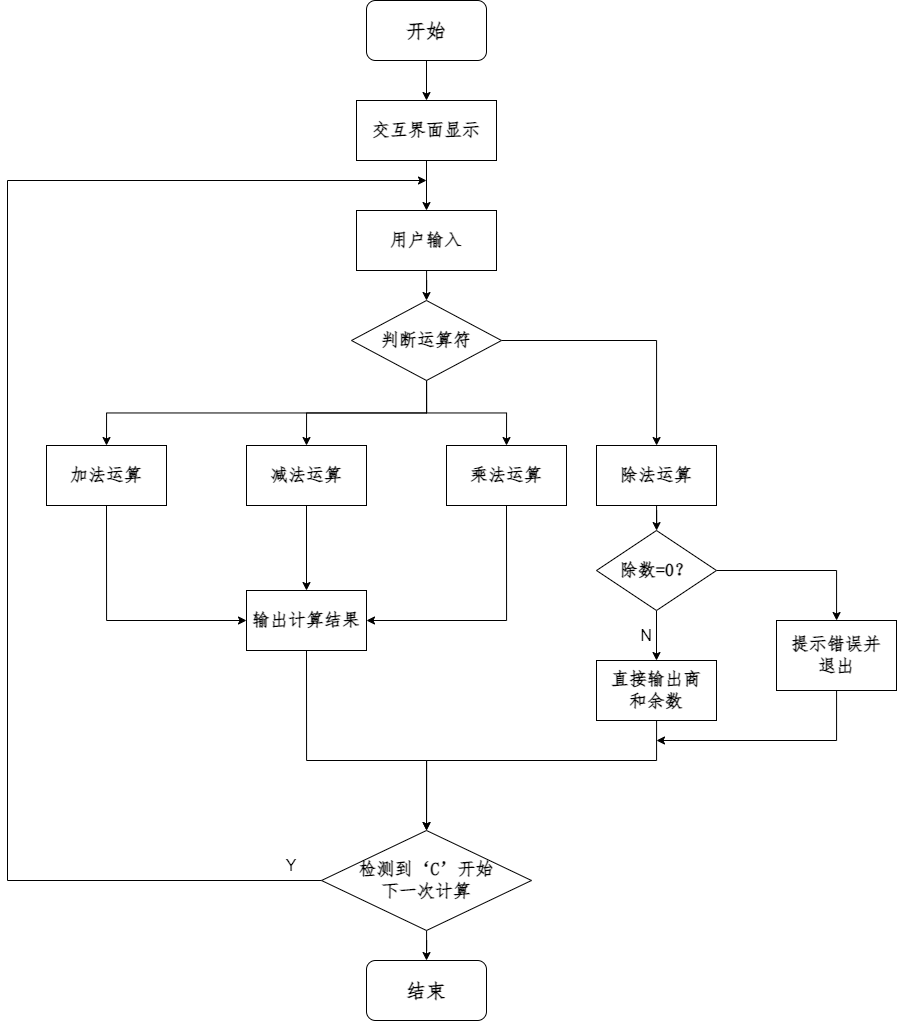 开始
交互界面显示
用户输入
判断运算符
加法运算
减法运算
乘法运算
除法运算
除数=0？
输出计算结果
N
提示错误并
退出
直接输出商
和余数
Y
检测到‘C’开始
下一次计算
结束